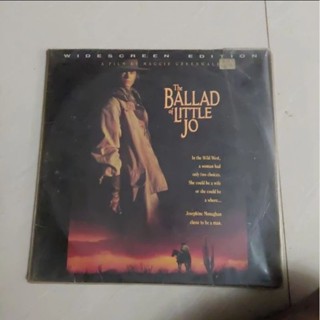 WIDESCREEN EDITION
A FILM BY MAGGIE GREENWALD
The
BALLAD
of LITTLE
JO
In the Wild West,
a woman had
only two choices.
She could be a wife
or she could be
a whore...
Josephine Monaghan
chose to be a man.